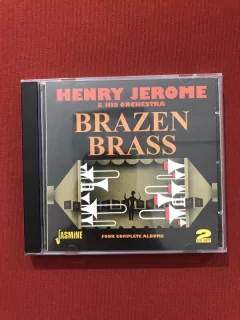 HENRY JEROME
& HIS ORCHESTRA
BRAZEN
BRASS
JASMINE
FOUR COMPLETE ALBUMS
2